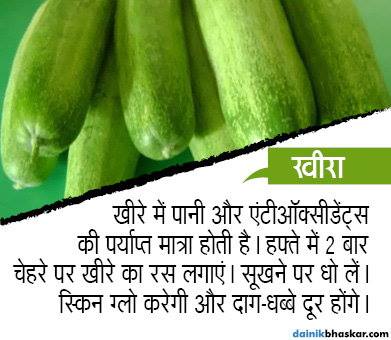 खीरा
खीरे में पानी और एंटीऑक्सीडेंट्स
की पर्याप्त मात्रा होती है। हफ्ते में 2 बार
चेहरे पर खीरे का रस लगाएं। सूखने पर धो लें।
स्किन ग्लो करेगी और दाग-धब्बे दूर होंगे।
dainikbhaskar.com